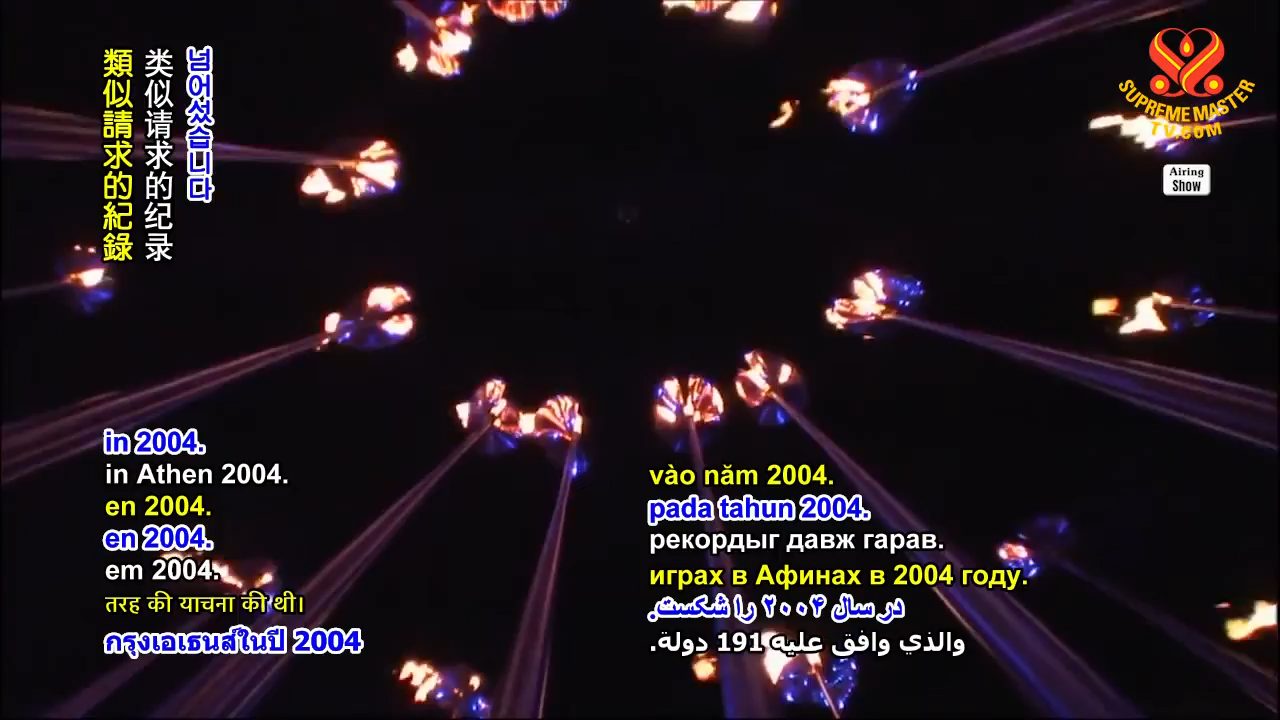 類似請求的紀錄
类似请求的纪录
넘어섰습니다
SUPREME MASTER
TV.COM
Airing
Show
in 2004.
in Athen 2004.
en 2004.
en 2004.
em 2004.
तरह की याचना की थी।
กรุงเอเธนส์ในปี 2004
vào năm 2004.
pada tahun 2004.
рекордыг давж гарав.
играх в Афинах в 2004 году.
در سال ۲۰۰۴ را شکست.
والذي وافق عليه 191 دولة.